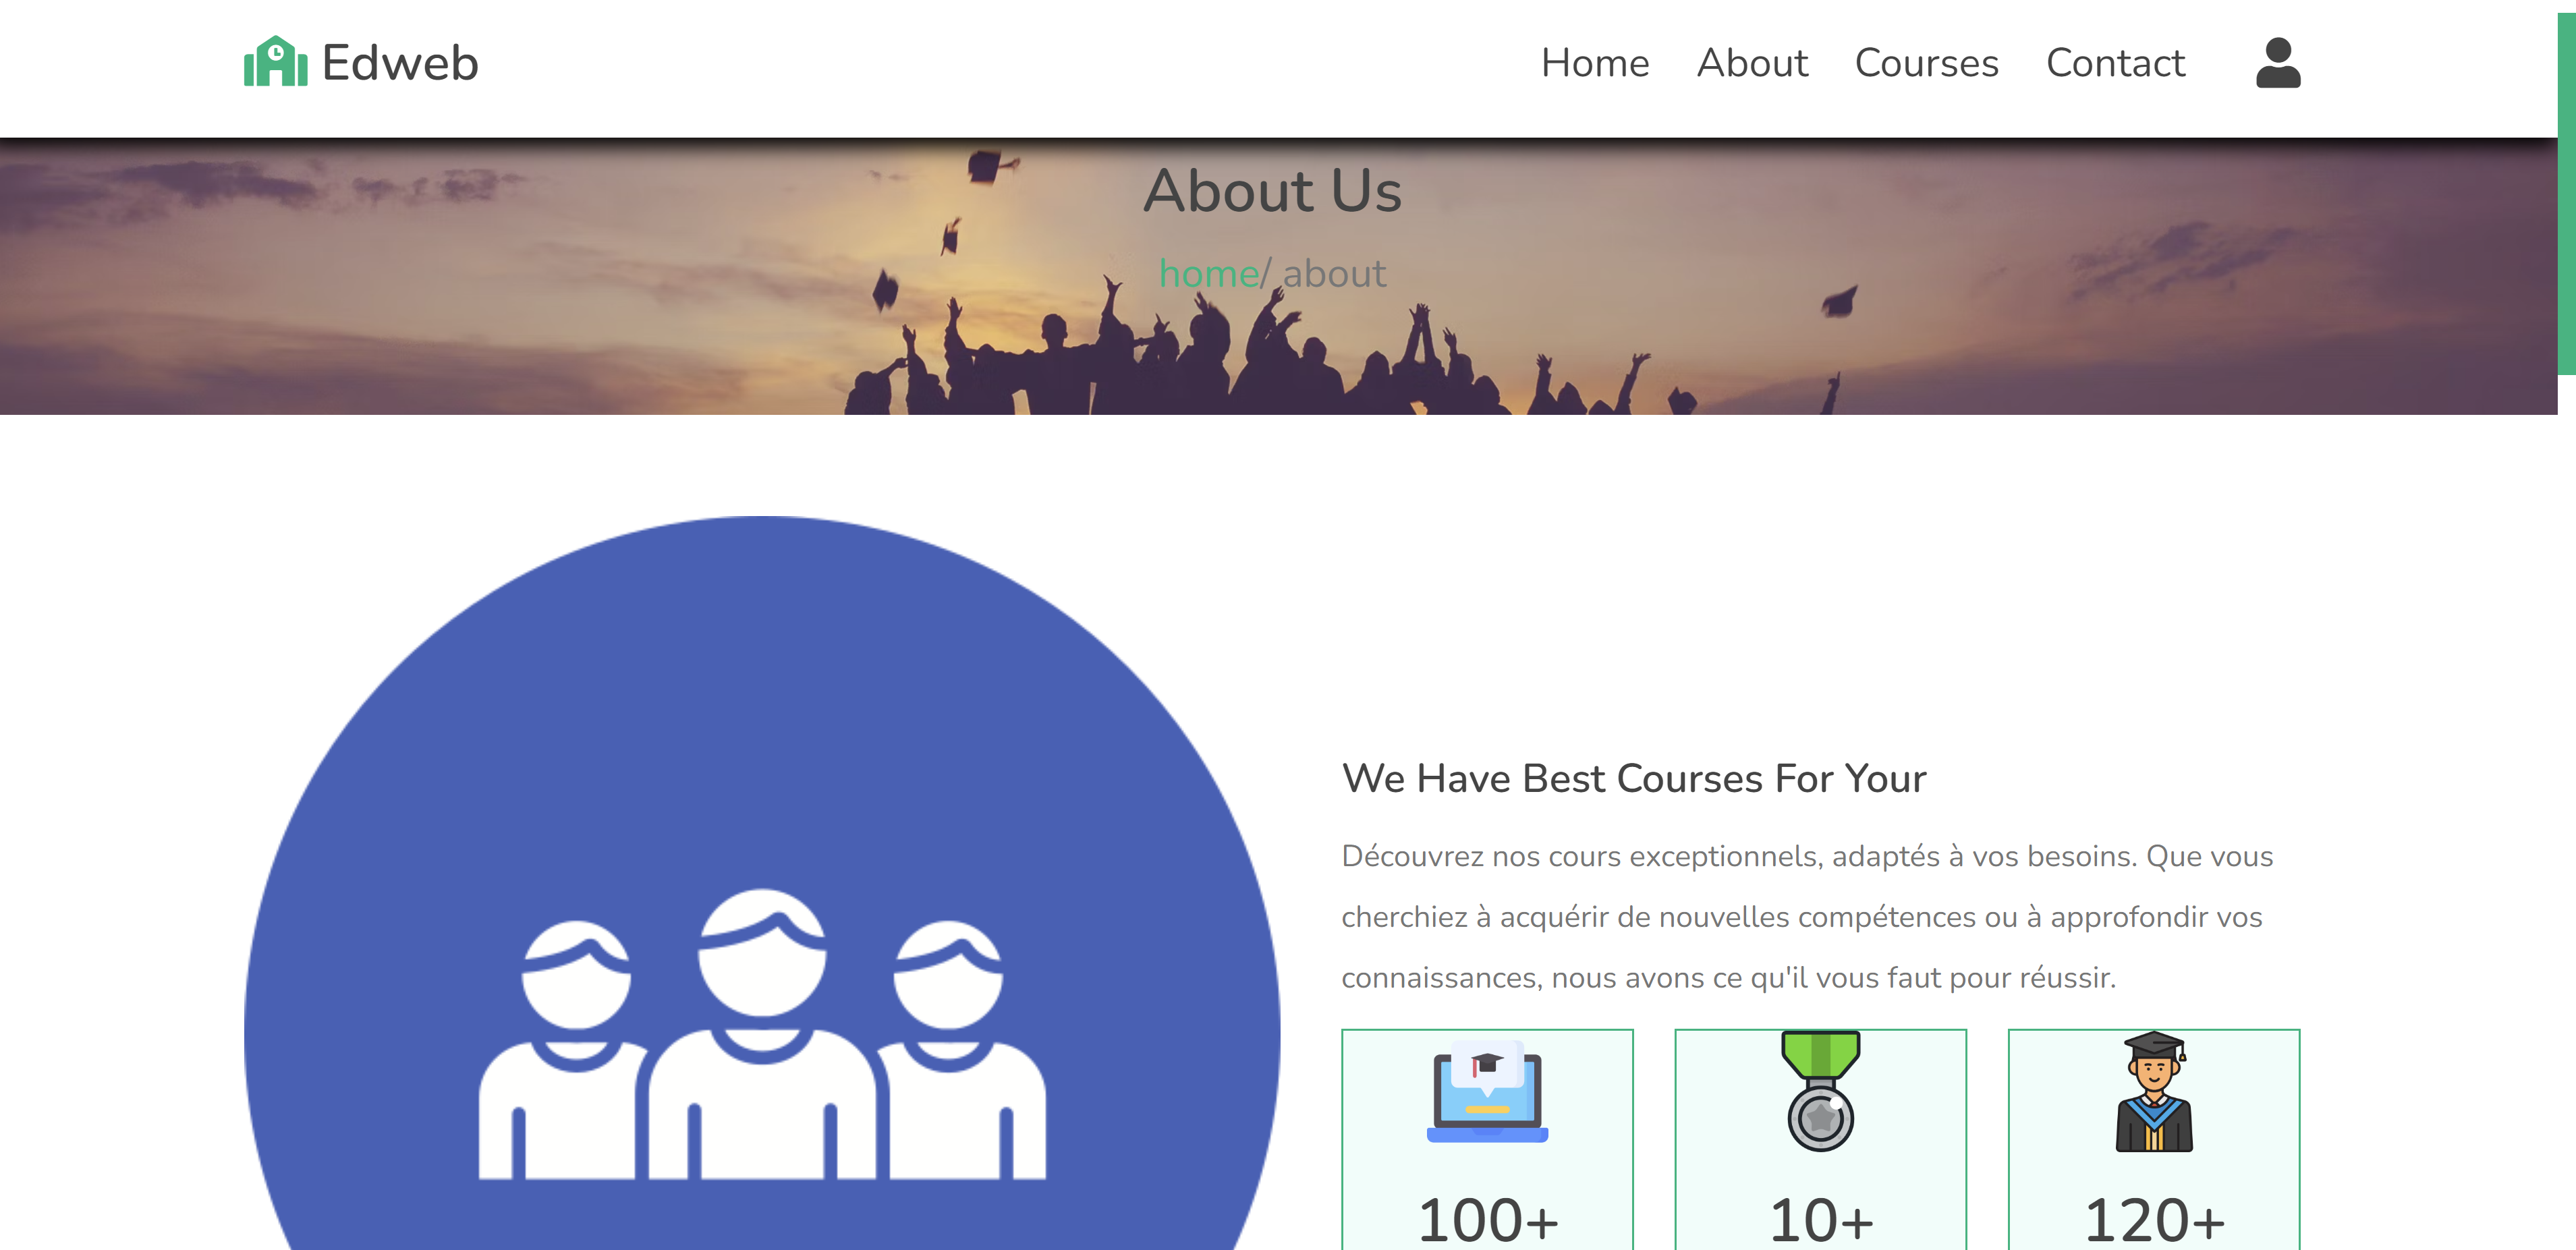 Edweb
Home About Courses Contact
About Us
home/ about
We Have Best Courses For Your
Découvrez nos cours exceptionnels, adaptés à vos besoins. Que vous
cherchiez à acquérir de nouvelles compétences ou à approfondir vos
connaissances, nous avons ce qu'il vous faut pour réussir.
100+ 10+ 120+